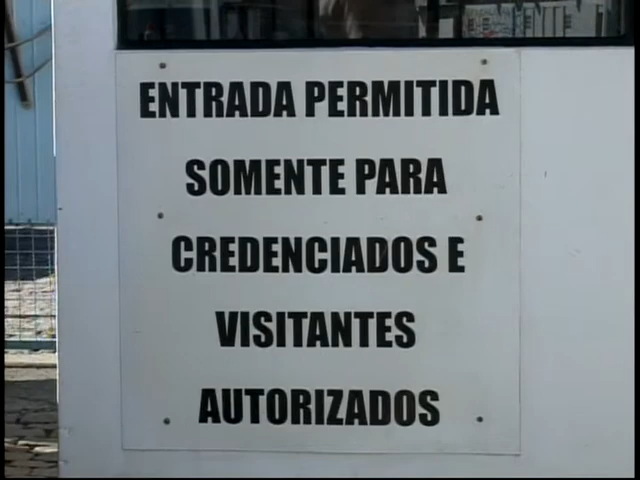 ENTRADA PERMITIDA
SOMENTE PARA
CREDENCIADOS E
VISITANTES
AUTORIZADOS